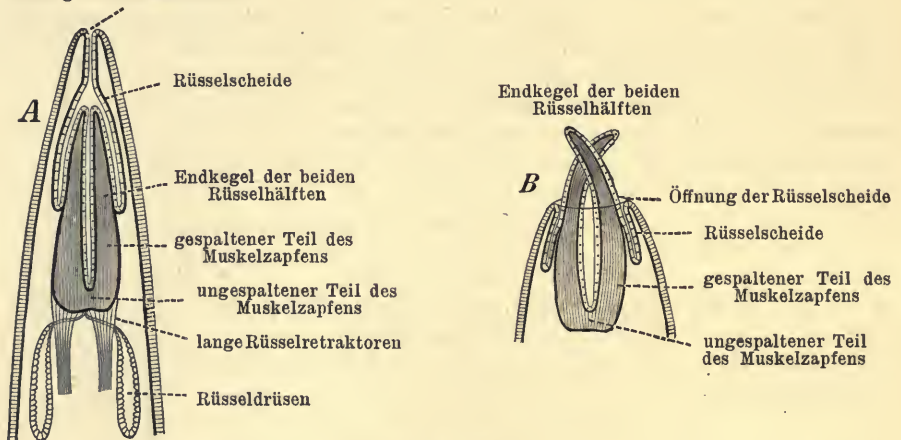 A
Rüsselscheide
Endkegel der beiden
Rüsselhälften
gespaltener Teil des
Muskelzapfens
ungespaltener Teil des
Muskelzapfens
lange Rüsselretraktoren
Rüsseldrüsen
Endkegel der beiden
Rüsselhälften
B
Öffnung der Rüsselscheide
Rüsselscheide
gespaltener Teil des
Muskelzapfens
ungespaltener Teil
des Muskelzapfens